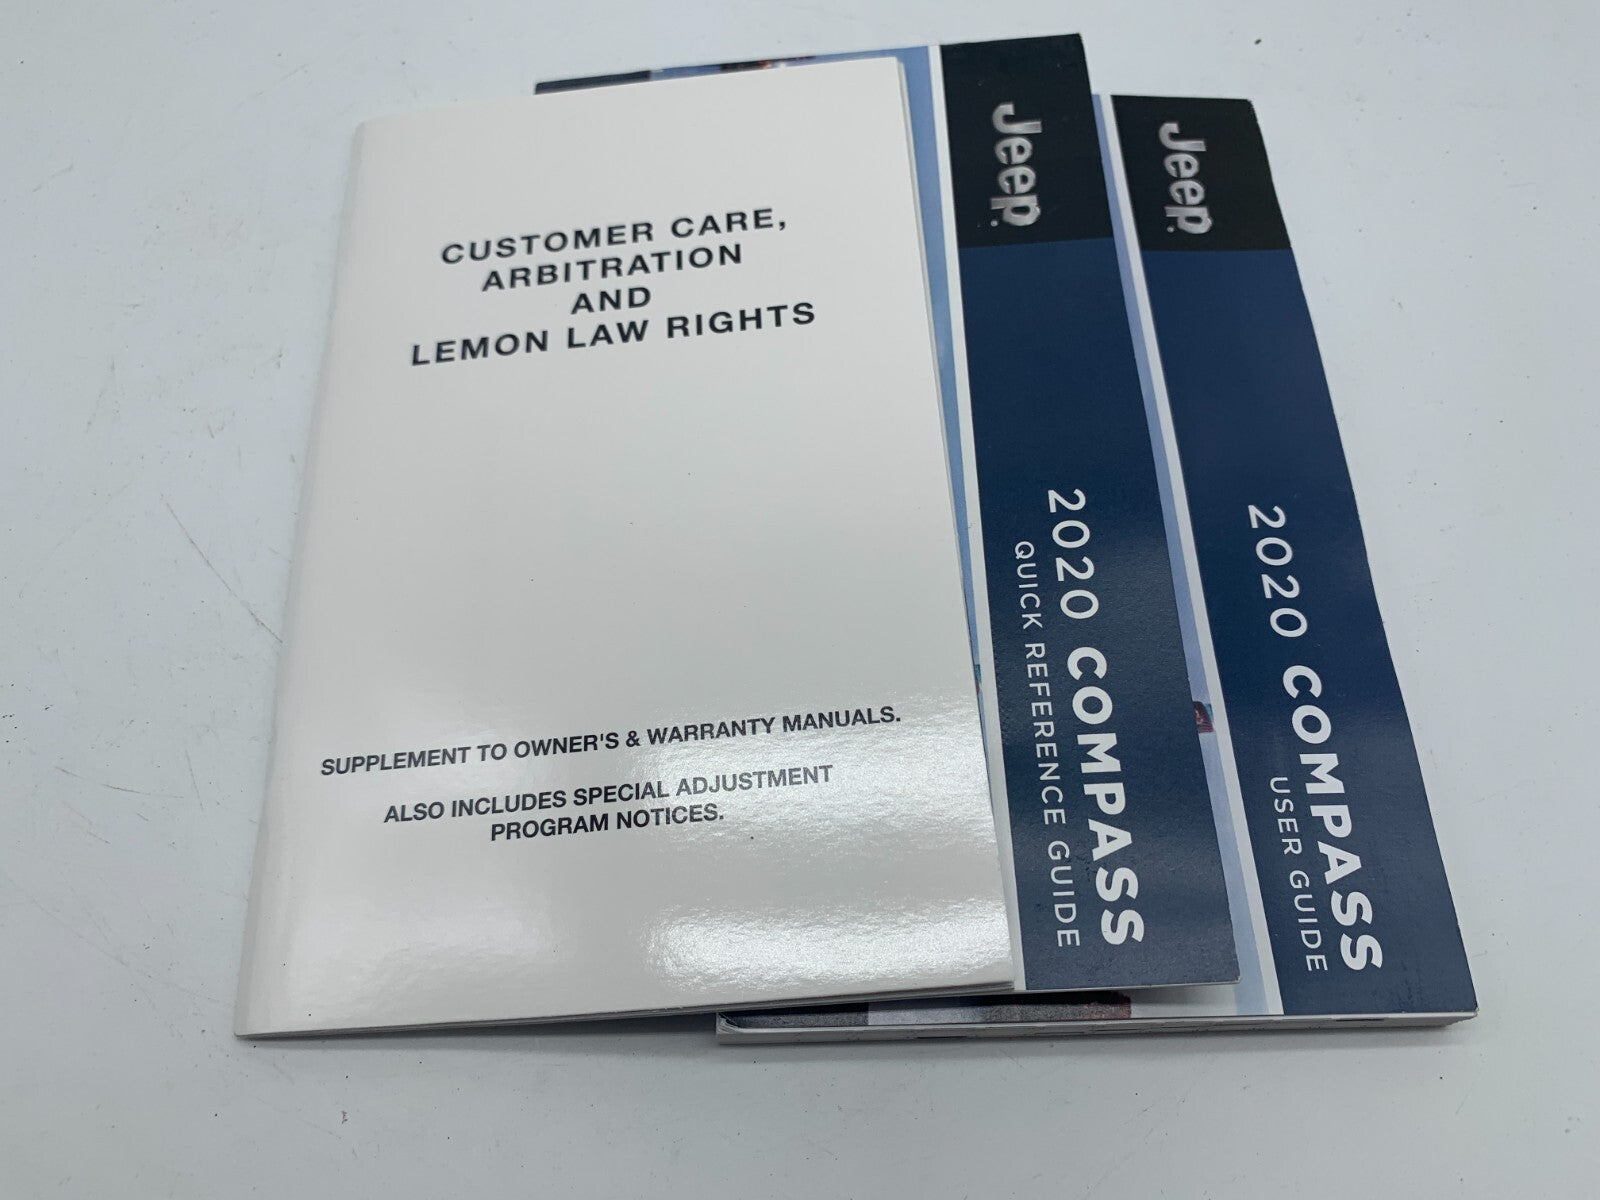 CUSTOMER CARE,
ARBITRATION
AND
LEMON LAW RIGHTS
SUPPLEMENT TO OWNER'S & WARRANTY MANUALS.
ALSO INCLUDES SPECIAL ADJUSTMENT
PROGRAM NOTICES.
Jeep
2020 COMPASS
QUICK REFERENCE GUIDE
Jeep
2020 COMPASS
USER GUIDE